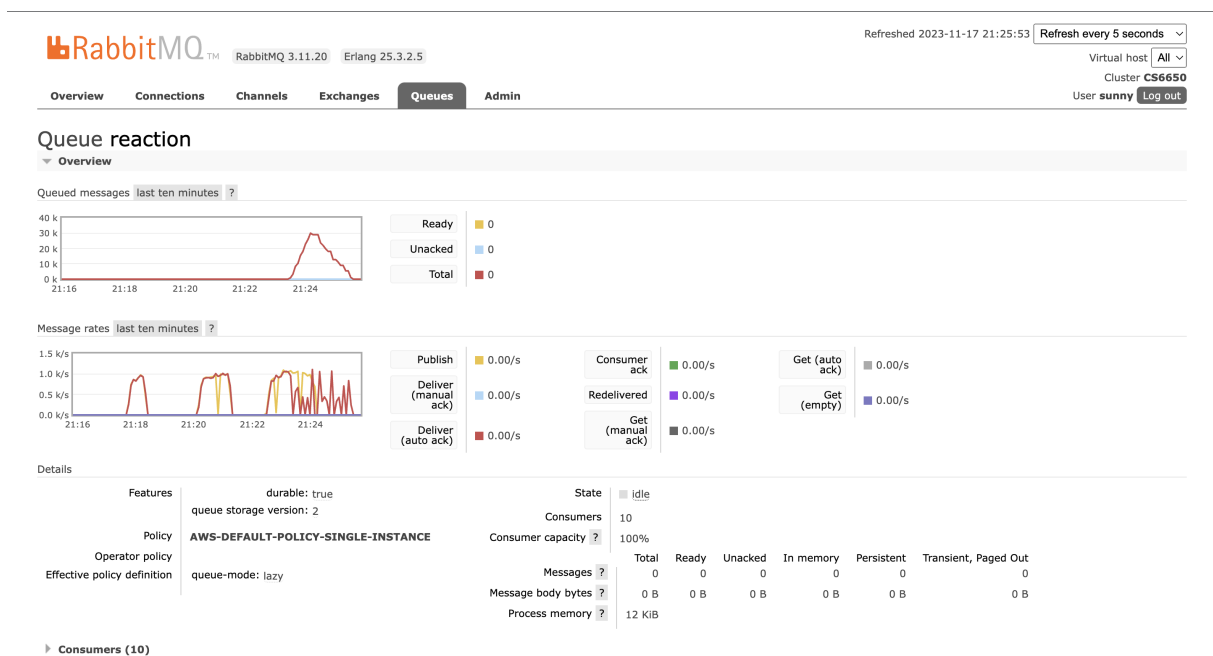 Refreshed 2023-11-17 21:25:53 Refresh every 5 seconds
RabbitMQ TM RabbitMQ 3.11.20 Erlang 25.3.2.5
Virtual host All
Cluster CS6650
User sunny Log out
Overview Connections Channels Exchanges Queues Admin
Queue reaction
Overview
Queued messages last ten minutes ?
40 k
30 k
20 k
10 k
0 k
21:16 21:18 21:20 21:22 21:24
Ready 0
Unacked 0
Total 0
Message rates last ten minutes ?
1.5 k/s
1.0 k/s
0.5 k/s
0.0 k/s
21:16 21:18 21:20 21:22 21:24
Publish 0.00/s
Deliver
(manual 0.00/s
ack)
Deliver
(auto ack) 0.00/s
Consumer
ack 0.00/s
Redelivered 0.00/s
Get
(manual 0.00/s
ack)
Get (auto
ack) 0.00/s
Get
(empty) 0.00/s
Details
Features durable: true
queue storage version: 2
Policy AWS-DEFAULT-POLICY-SINGLE-INSTANCE
Operator policy
Effective policy definition queue-mode: lazy
State idle
Consumers 10
Consumer capacity ? 100%
Total Ready Unacked In memory Persistent Transient, Paged Out
Messages ? 0 0 0 0 0 0
Message body bytes ? 0 B 0 B 0 B 0 B 0 B 0 B
Process memory ? 12 KiB
Consumers (10)